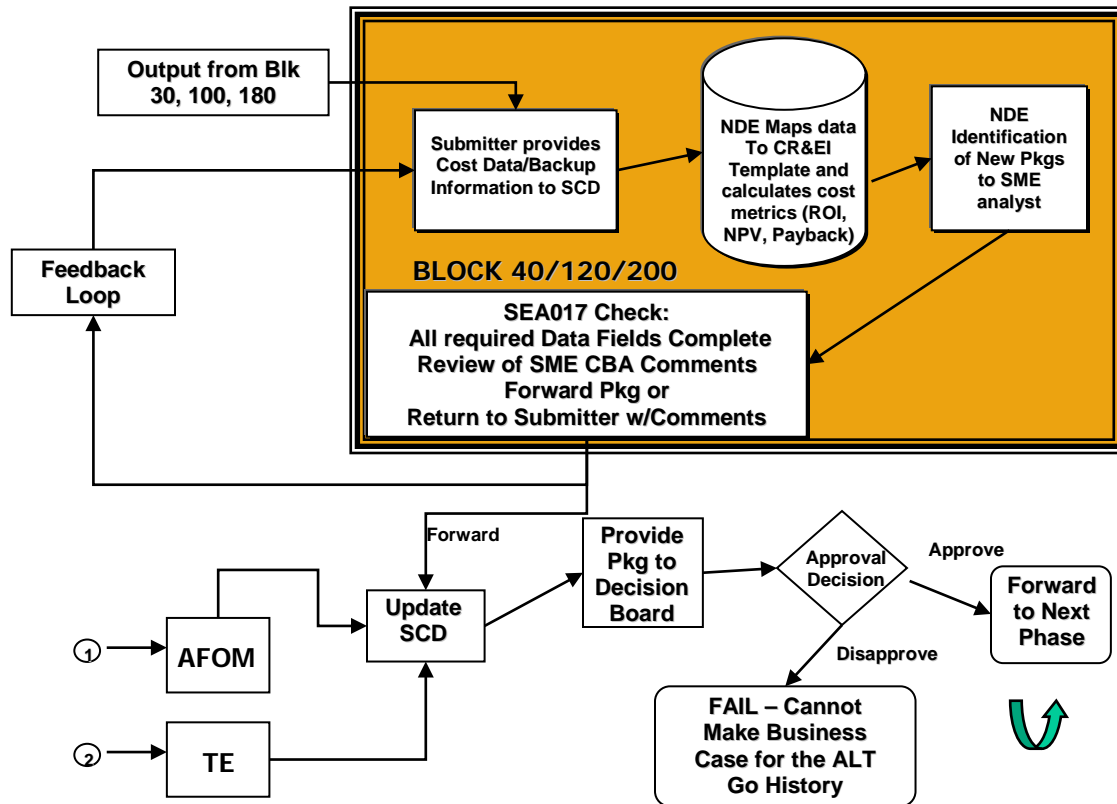 Output from Blk
30, 100, 180
Submitter provides
Cost Data/Backup
Information to SCD
NDE Maps data
To CR&EI
Template and
calculates cost
metrics (ROI,
NPV, Payback)
NDE
Identification
of New Pkgs
to SME
analyst
Feedback
Loop
BLOCK 40/120/200
SEA017 Check:
All required Data Fields Complete
Review of SME CBA Comments
Forward Pkg or
Return to Submitter w/Comments
Forward
Provide
Pkg to
Decision
Board
Approval
Decision
Approve
Forward
to Next
Phase
Update
SCD
1
AFOM
Disapprove
2
TE
FAIL – Cannot
Make Business
Case for the ALT
Go History